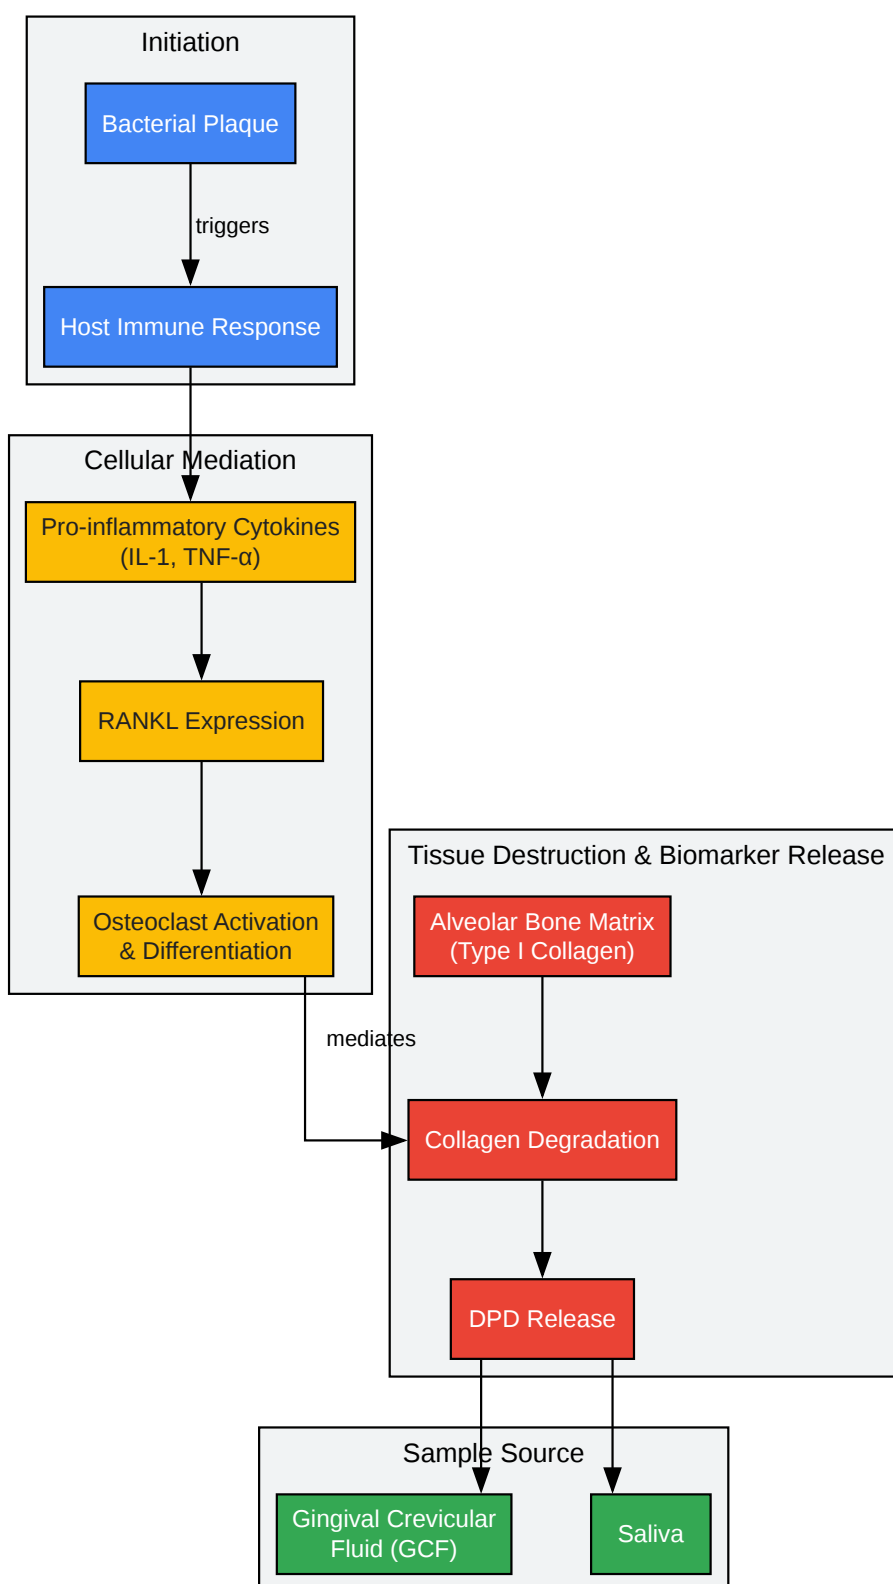 Initiation
Bacterial Plaque
triggers
Host Immune Response
Cellular Mediation
Pro-inflammatory Cytokines
(IL-1, TNF-α)
RANKL Expression
Osteoclast Activation
& Differentiation
mediates
Tissue Destruction & Biomarker Release
Alveolar Bone Matrix
(Type I Collagen)
Collagen Degradation
DPD Release
Sample Source
Gingival Crevicular
Fluid (GCF)
Saliva